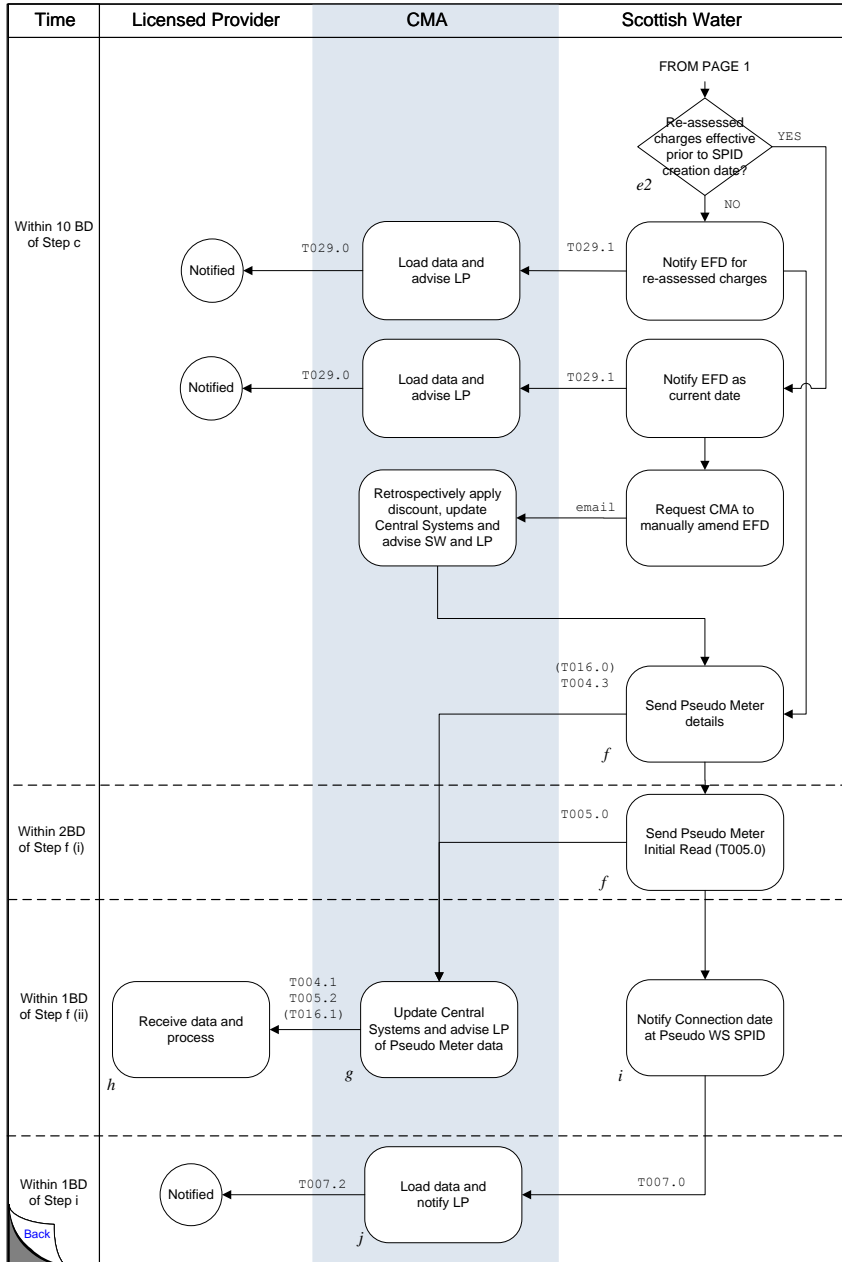 Time
Licensed Provider
CMA
Scottish Water
FROM PAGE 1
Re-assessed
charges effective
prior to SPID
creation date?
YES
e2
NO
Within 10 BD
of Step c
Notified
T029.0
Load data and
advise LP
T029.1
Notify EFD for
re-assessed charges
Notified
T029.0
Load data and
advise LP
T029.1
Notify EFD as
current date
Retrospectively apply
discount, update
Central Systems and
advise SW and LP
email
Request CMA to
manually amend EFD
(T016.0)
T004.3
Send Pseudo Meter
details
f
Within 2BD
of Step f (i)
T005.0
Send Pseudo Meter
Initial Read (T005.0)
f
Within 1BD
of Step f (ii)
Receive data and
process
h
T004.1
T005.2
(T016.1)
Update Central
Systems and advise LP
of Pseudo Meter data
g
Notify Connection date
at Pseudo WS SPID
i
Within 1BD
of Step i
Notified
T007.2
Load data and
notify LP
j
T007.0
Back